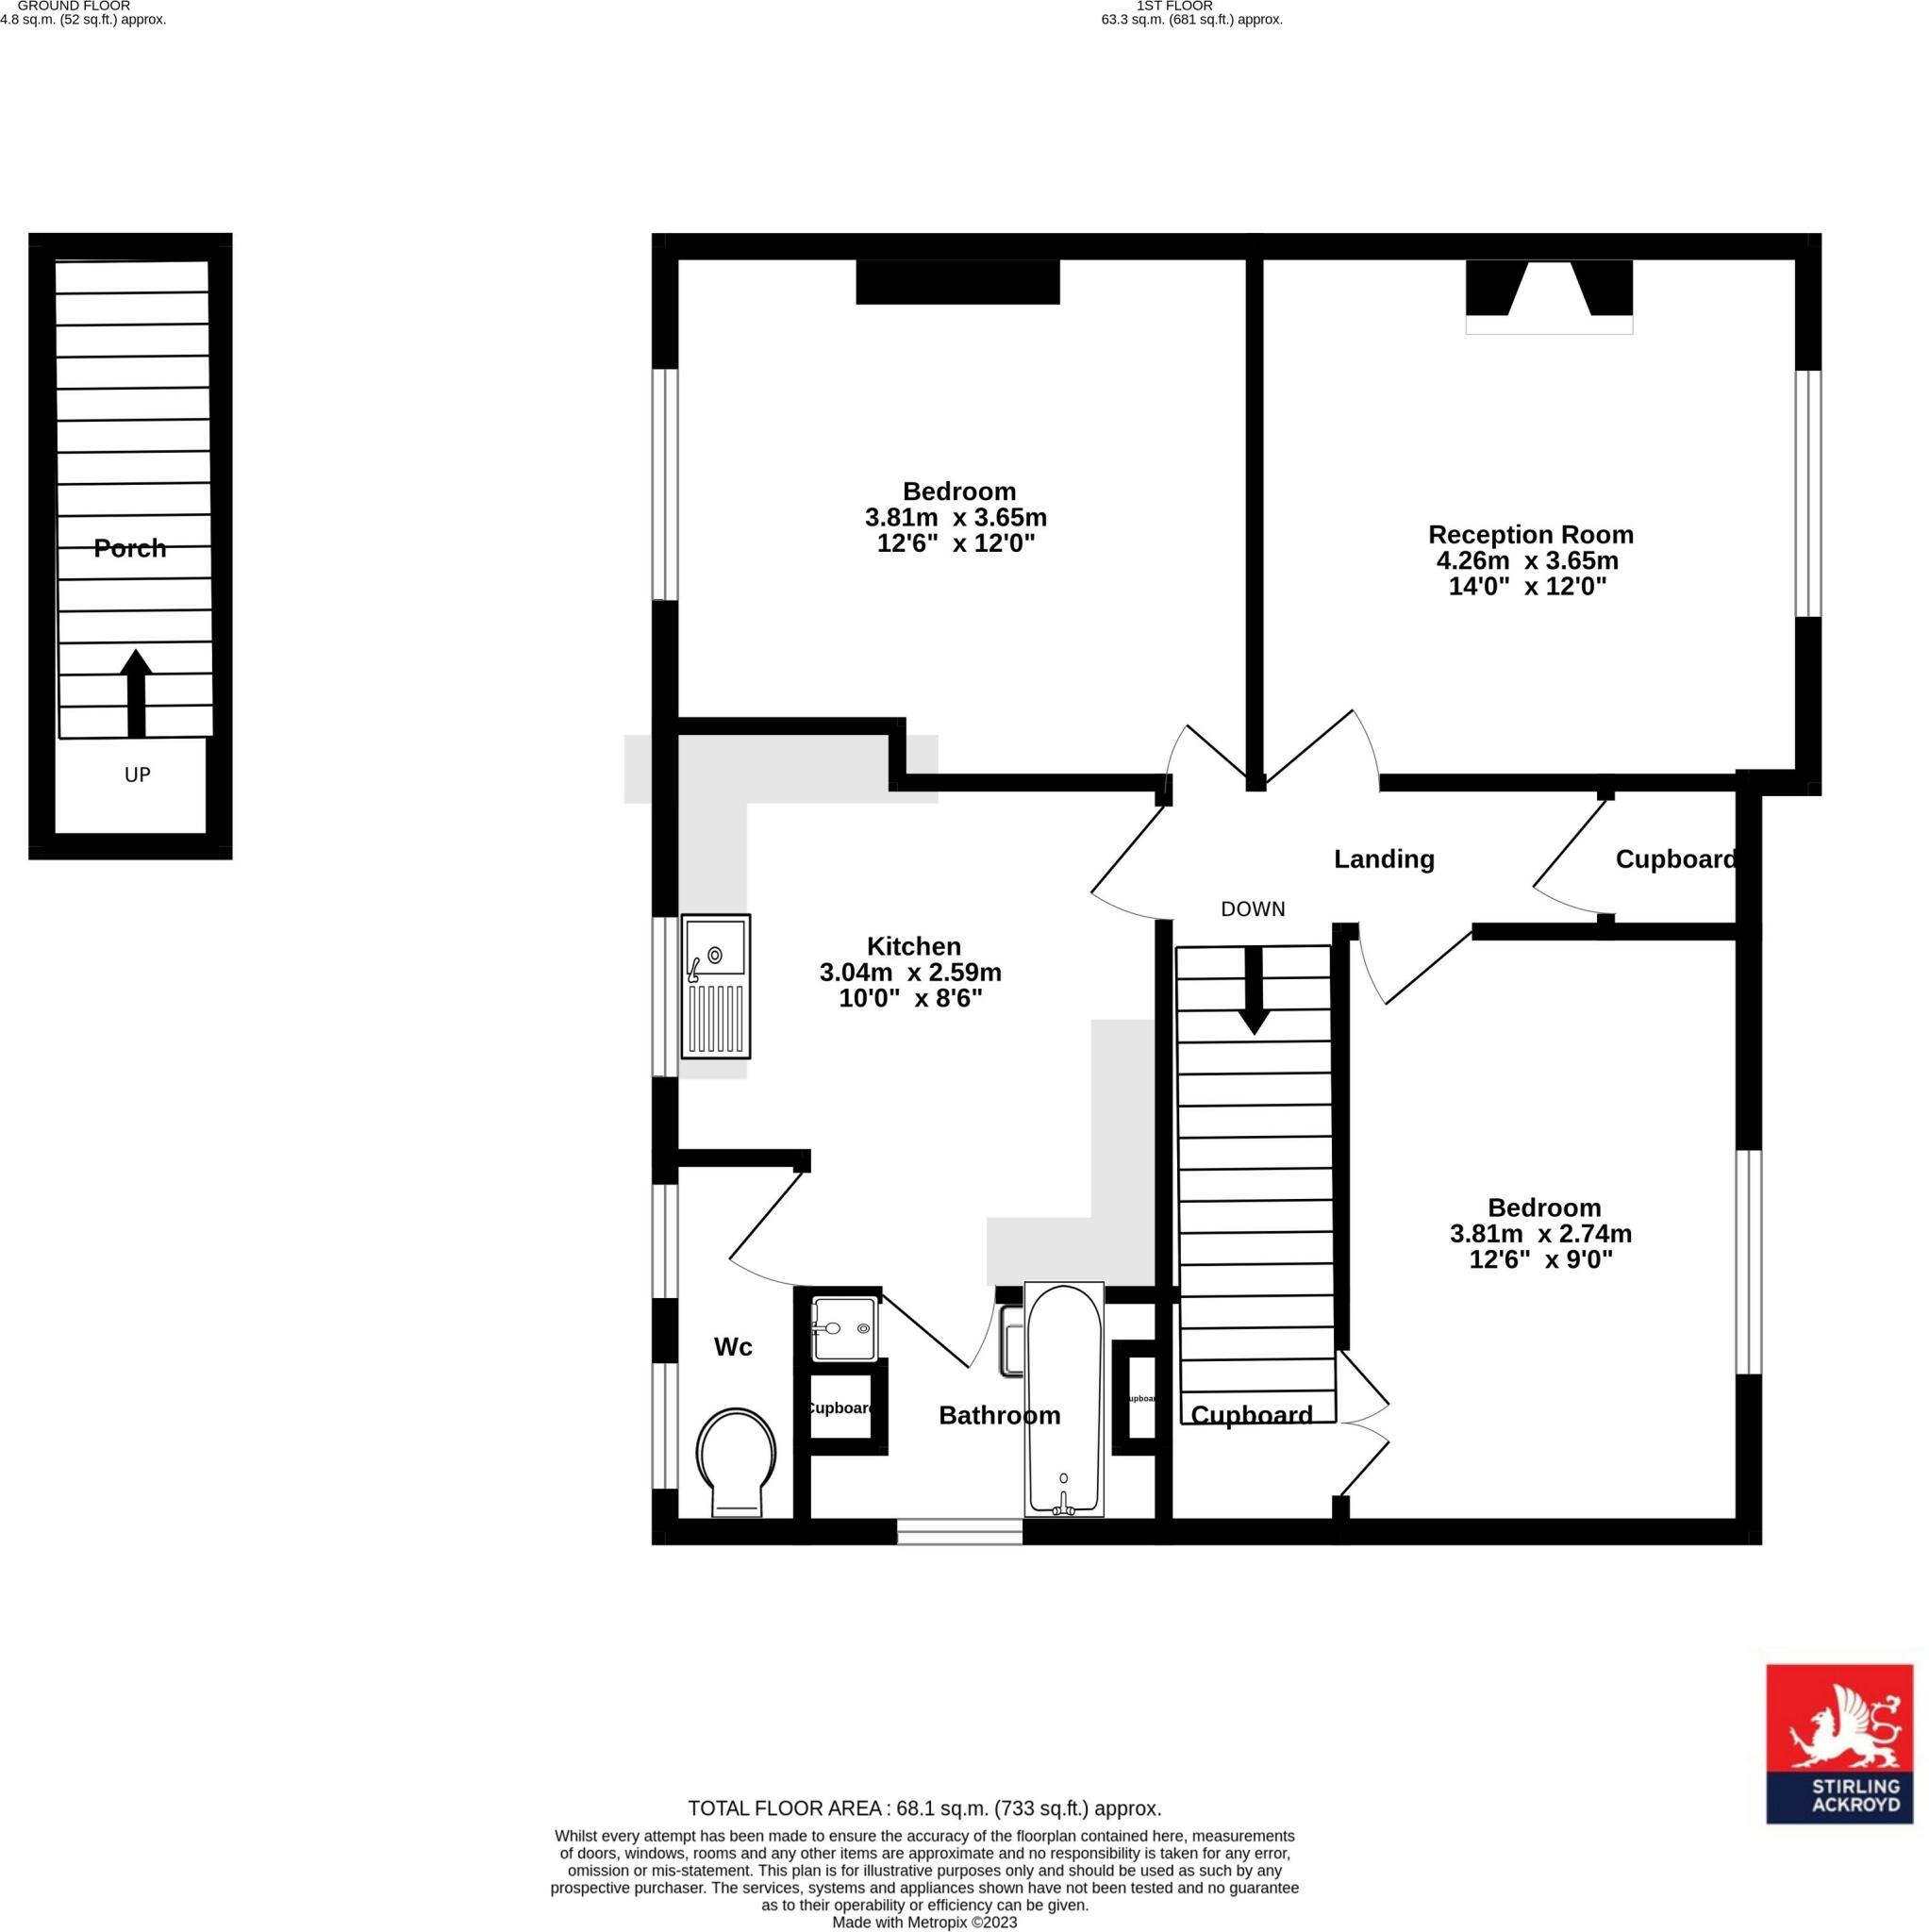 GROUND FLOOR
4.8 sq.m. (52 sq.ft.) approx.
1ST FLOOR
63.3 sq.m. (681 sq.ft.) approx.
Porch
UP
Bedroom
3.81m x 3.65m
12'6" x 12'0"
Reception Room
4.26m x 3.65m
14'0" x 12'0"
Landing
Cupboard
DOWN
Kitchen
3.04m x 2.59m
10'0" x 8'6"
Bedroom
3.81m x 2.74m
12'6" x 9'0"
Wc
Cupboard
Bathroom
upboar
Cupboard
STIRLING
ACKROYD
TOTAL FLOOR AREA : 68.1 sq.m. (733 sq.ft.) approx.
Whilst every attempt has been made to ensure the accuracy of the floorplan contained here, measurements
of doors, windows, rooms and any other items are approximate and no responsibility is taken for any error,
omission or mis-statement. This plan is for illustrative purposes only and should be used as such by any
prospective purchaser. The services, systems and appliances shown have not been tested and no guarantee
as to their operability or efficiency can be given.
Made with Metropix ©2023